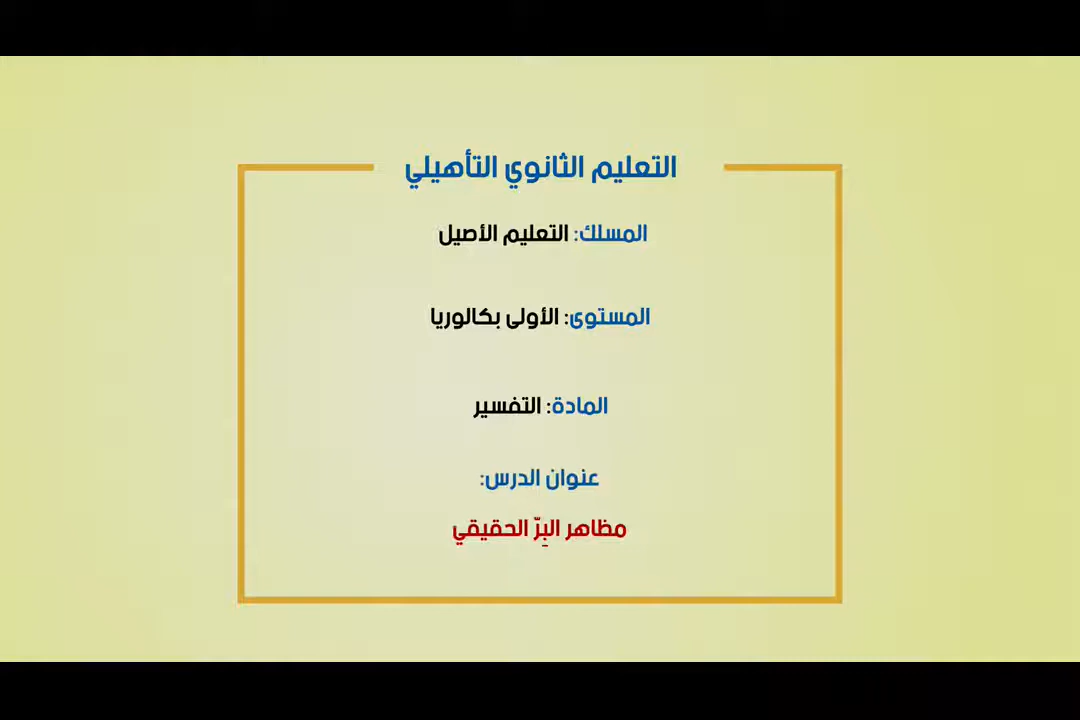 التعليم الثانوي التأهيلي
المسلك: التعليم الأصيل
المستوى: الأولى بكالوريا
المادة: التفسير
عنوان الدرس:
مظاهر البِرّ الحقيقي